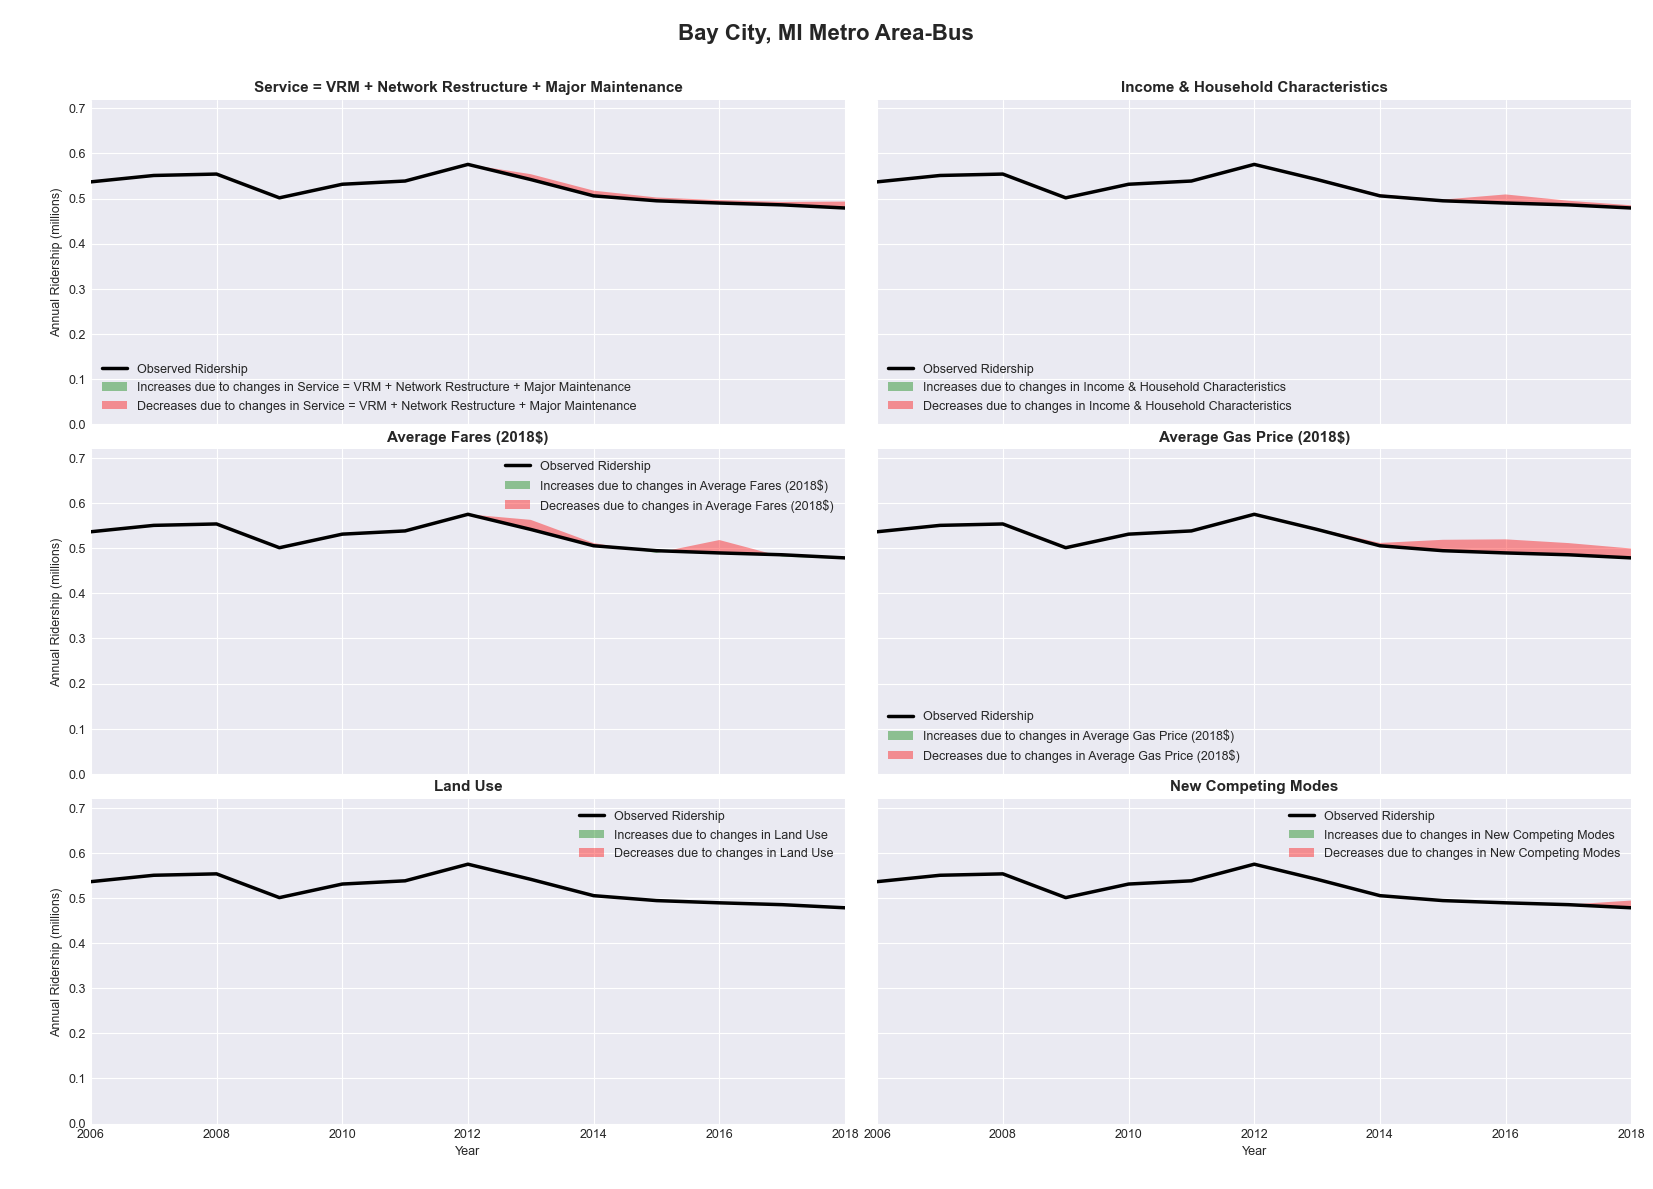 Bay City, MI Metro Area-Bus
Service = VRM + Network Restructure + Major Maintenance
Annual Ridership (millions)
0.7
0.6
0.5
0.4
0.3
0.2
0.1
0.0
Observed Ridership
Increases due to changes in Service = VRM + Network Restructure + Major Maintenance
Decreases due to changes in Service = VRM + Network Restructure + Major Maintenance
Income & Household Characteristics
Observed Ridership
Increases due to changes in Income & Household Characteristics
Decreases due to changes in Income & Household Characteristics
Average Fares (2018$)
Annual Ridership (millions)
0.7
0.6
0.5
0.4
0.3
0.2
0.1
0.0
Observed Ridership
Increases due to changes in Average Fares (2018$)
Decreases due to changes in Average Fares (2018$)
Average Gas Price (2018$)
Observed Ridership
Increases due to changes in Average Gas Price (2018$)
Decreases due to changes in Average Gas Price (2018$)
Land Use
Annual Ridership (millions)
0.7
0.6
0.5
0.4
0.3
0.2
0.1
0.0
Observed Ridership
Increases due to changes in Land Use
Decreases due to changes in Land Use
2006 2008 2010 2012 2014 2016 2018
Year
New Competing Modes
Observed Ridership
Increases due to changes in New Competing Modes
Decreases due to changes in New Competing Modes
2006 2008 2010 2012 2014 2016 2018
Year